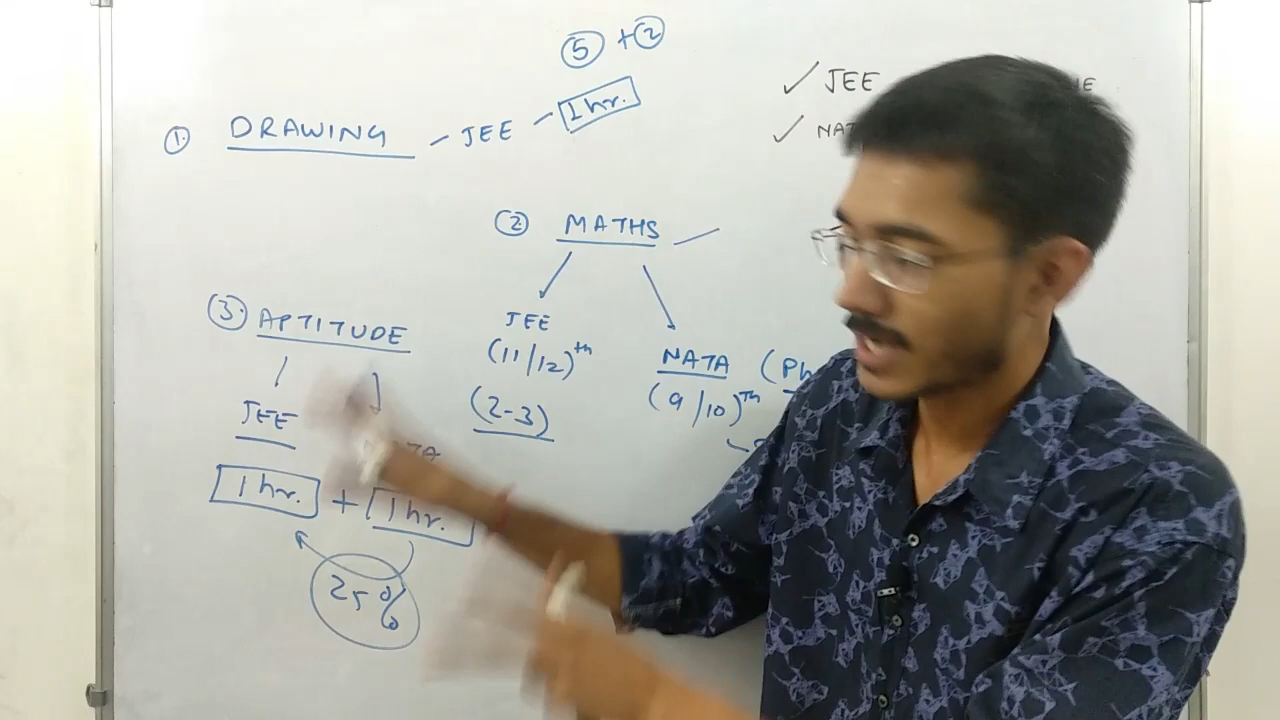 5 + 2
1. DRAWING - JEE - 1 hr.
✓ JEE
✓ NAT
2. MATHS -
JEE
(11/12)th
(2-3)
NATA (Ph
(9/10)Th
3. APTITUDE
JEE
1 hr. + 1 hr.
25%